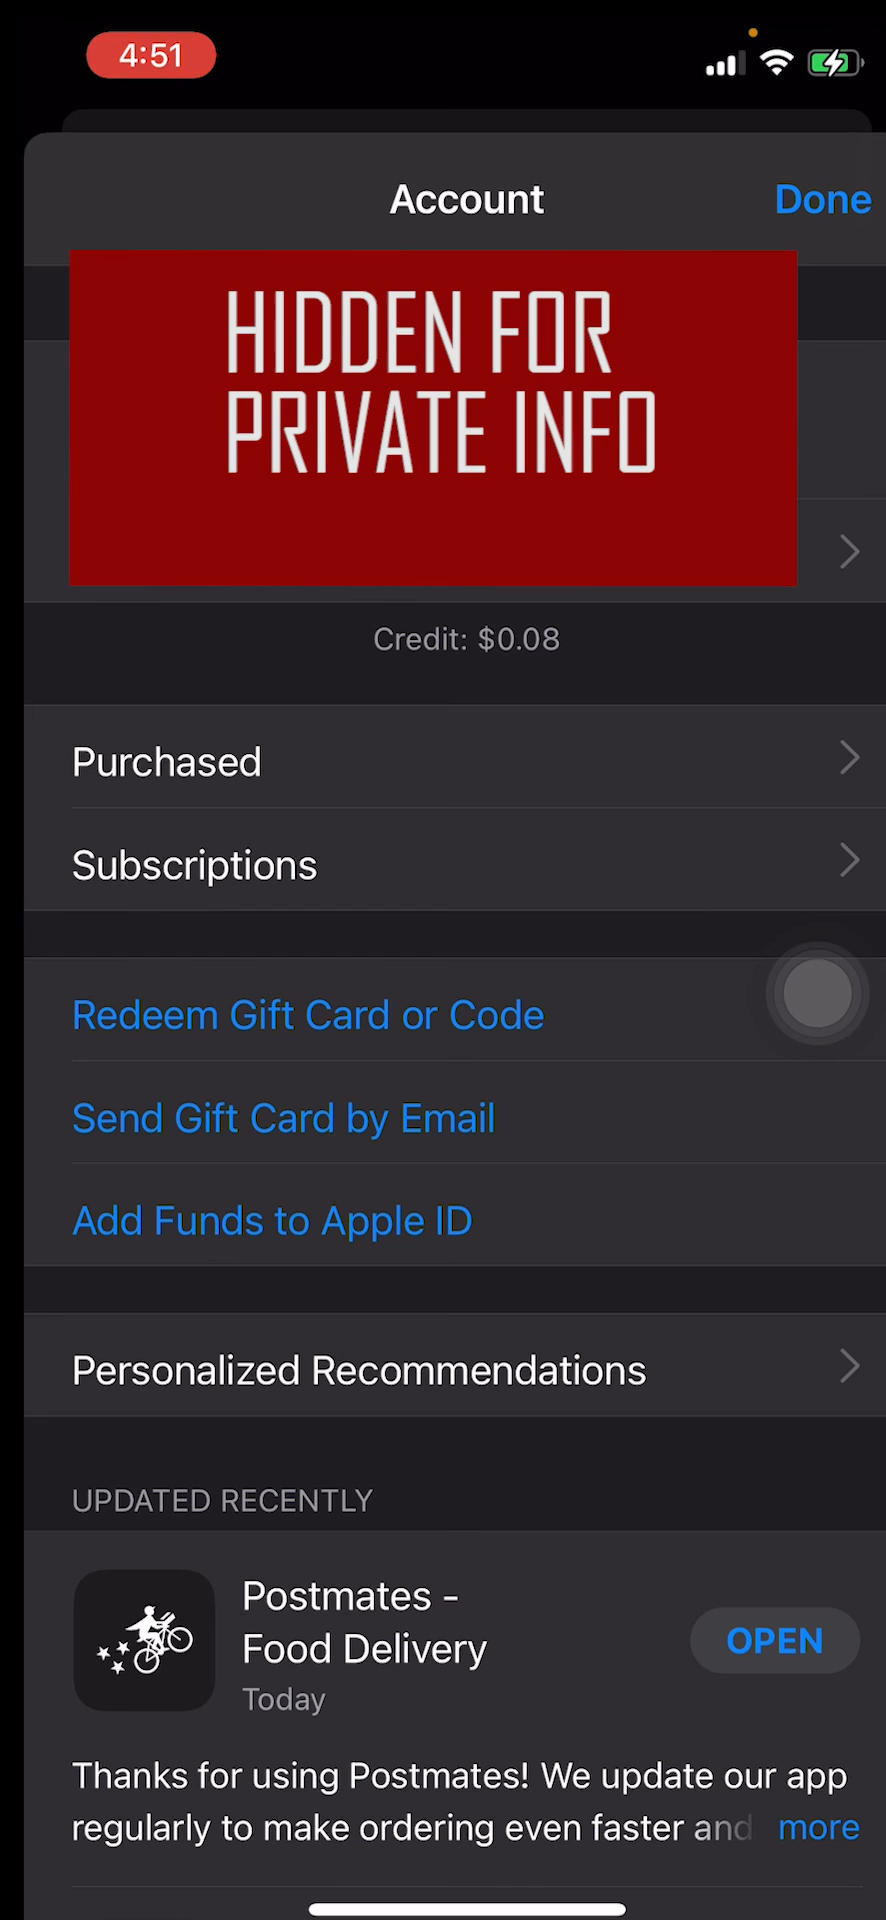 4:51
Account
Done
HIDDEN FOR
PRIVATE INFO
Credit: $0.08
Purchased
Subscriptions
Redeem Gift Card or Code
Send Gift Card by Email
Add Funds to Apple ID
Personalized Recommendations
UPDATED RECENTLY
Postmates -
Food Delivery
Today
OPEN
Thanks for using Postmates! We update our app
regularly to make ordering even faster and more